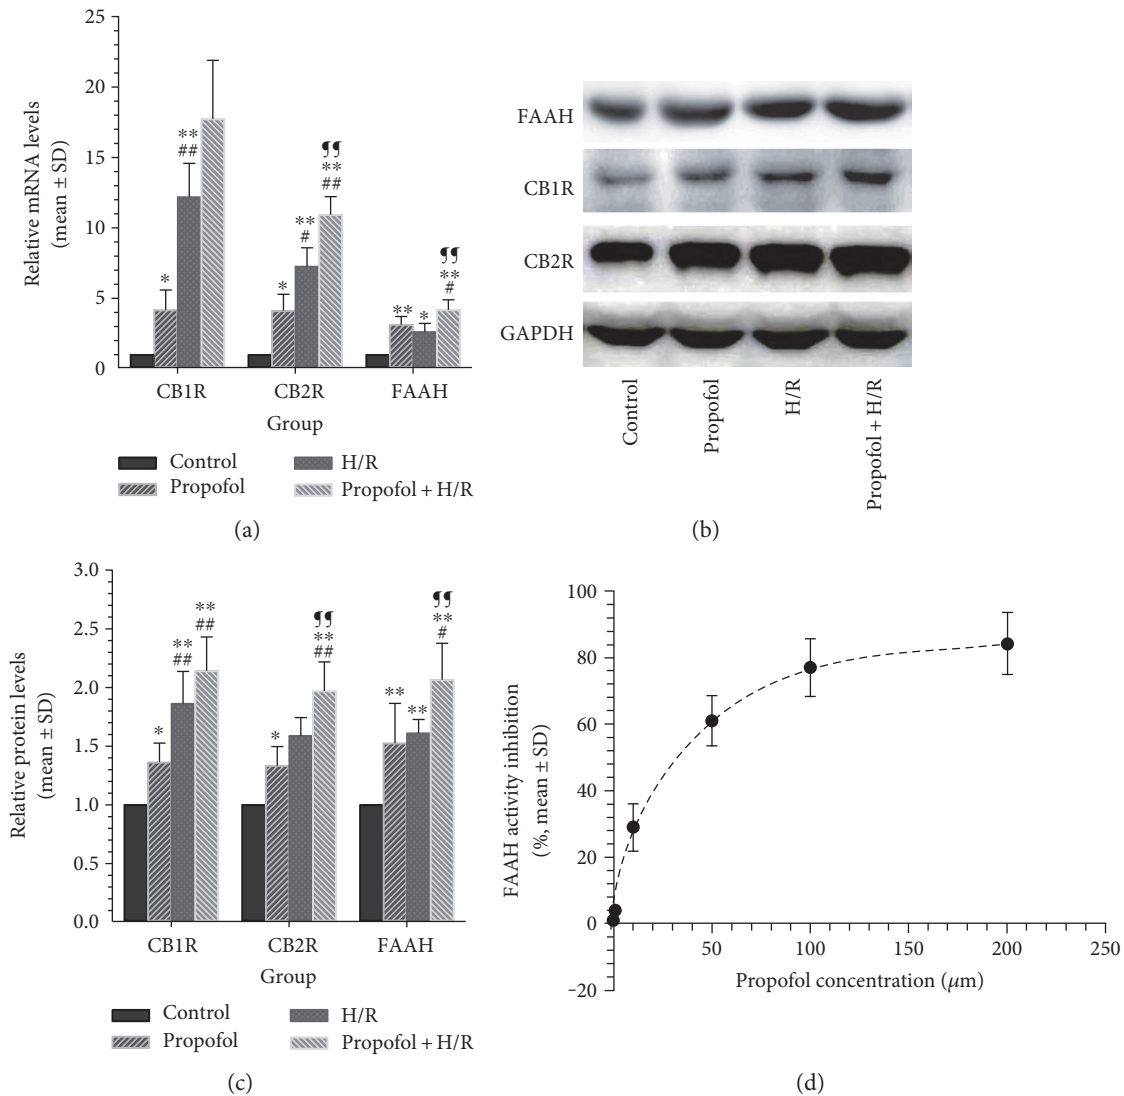 25
20
15
10
5
0
Relative mRNA levels
(mean ± SD)
*
**
##
*
**
#
¶¶
**
##
**
*
¶¶
**
#
CB1R
CB2R
FAAH
Group
Control
H/R
Propofol
Propofol + H/R
(a)
FAAH
CB1R
CB2R
GAPDH
Control
Propofol
H/R
Propofol + H/R
(b)
3.0
2.5
2.0
1.5
1.0
0.5
0.0
Relative protein levels
(mean ± SD)
*
**
##
**
##
*
¶¶
**
##
**
**
¶¶
**
#
CB1R
CB2R
FAAH
Group
Control
H/R
Propofol
Propofol + H/R
(c)
100
80
60
40
20
0
-20
FAAH activity inhibition
(%, mean ± SD)
50
100
150
200
250
Propofol concentration (μm)
(d)